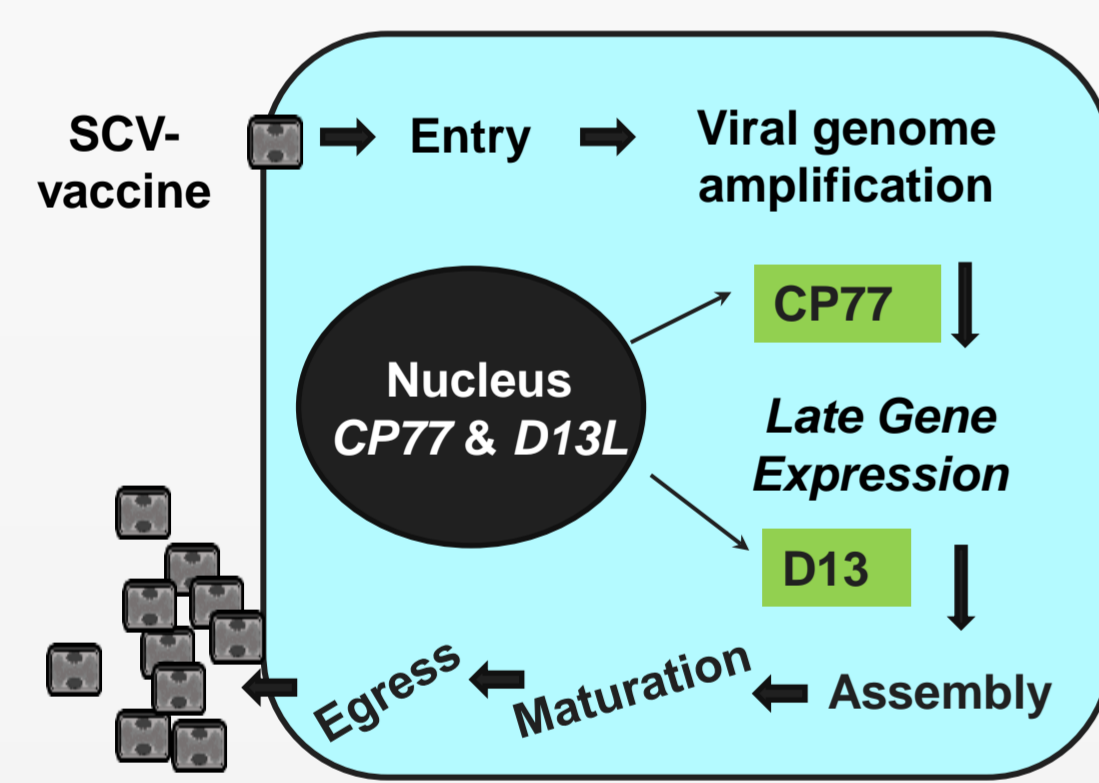 SCV-
vaccine
Entry
Viral genome
amplification
CP77
Nucleus
CP77 & D13L
Late Gene
Expression
D13
Assembly
Maturation
Egress